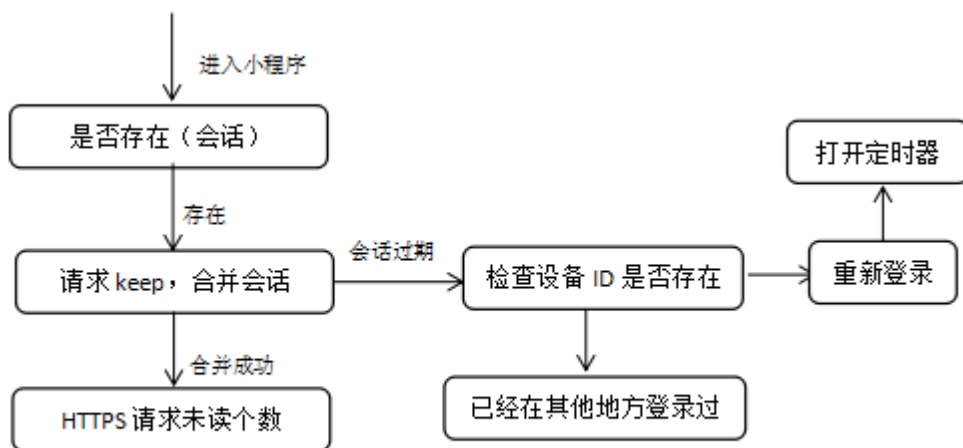 进入小程序
是否存在（会话）
打开定时器
存在
会话过期
请求 keep，合并会话
检查设备 ID 是否存在
重新登录
合并成功
已经在其他地方登录过
HTTPS 请求未读个数